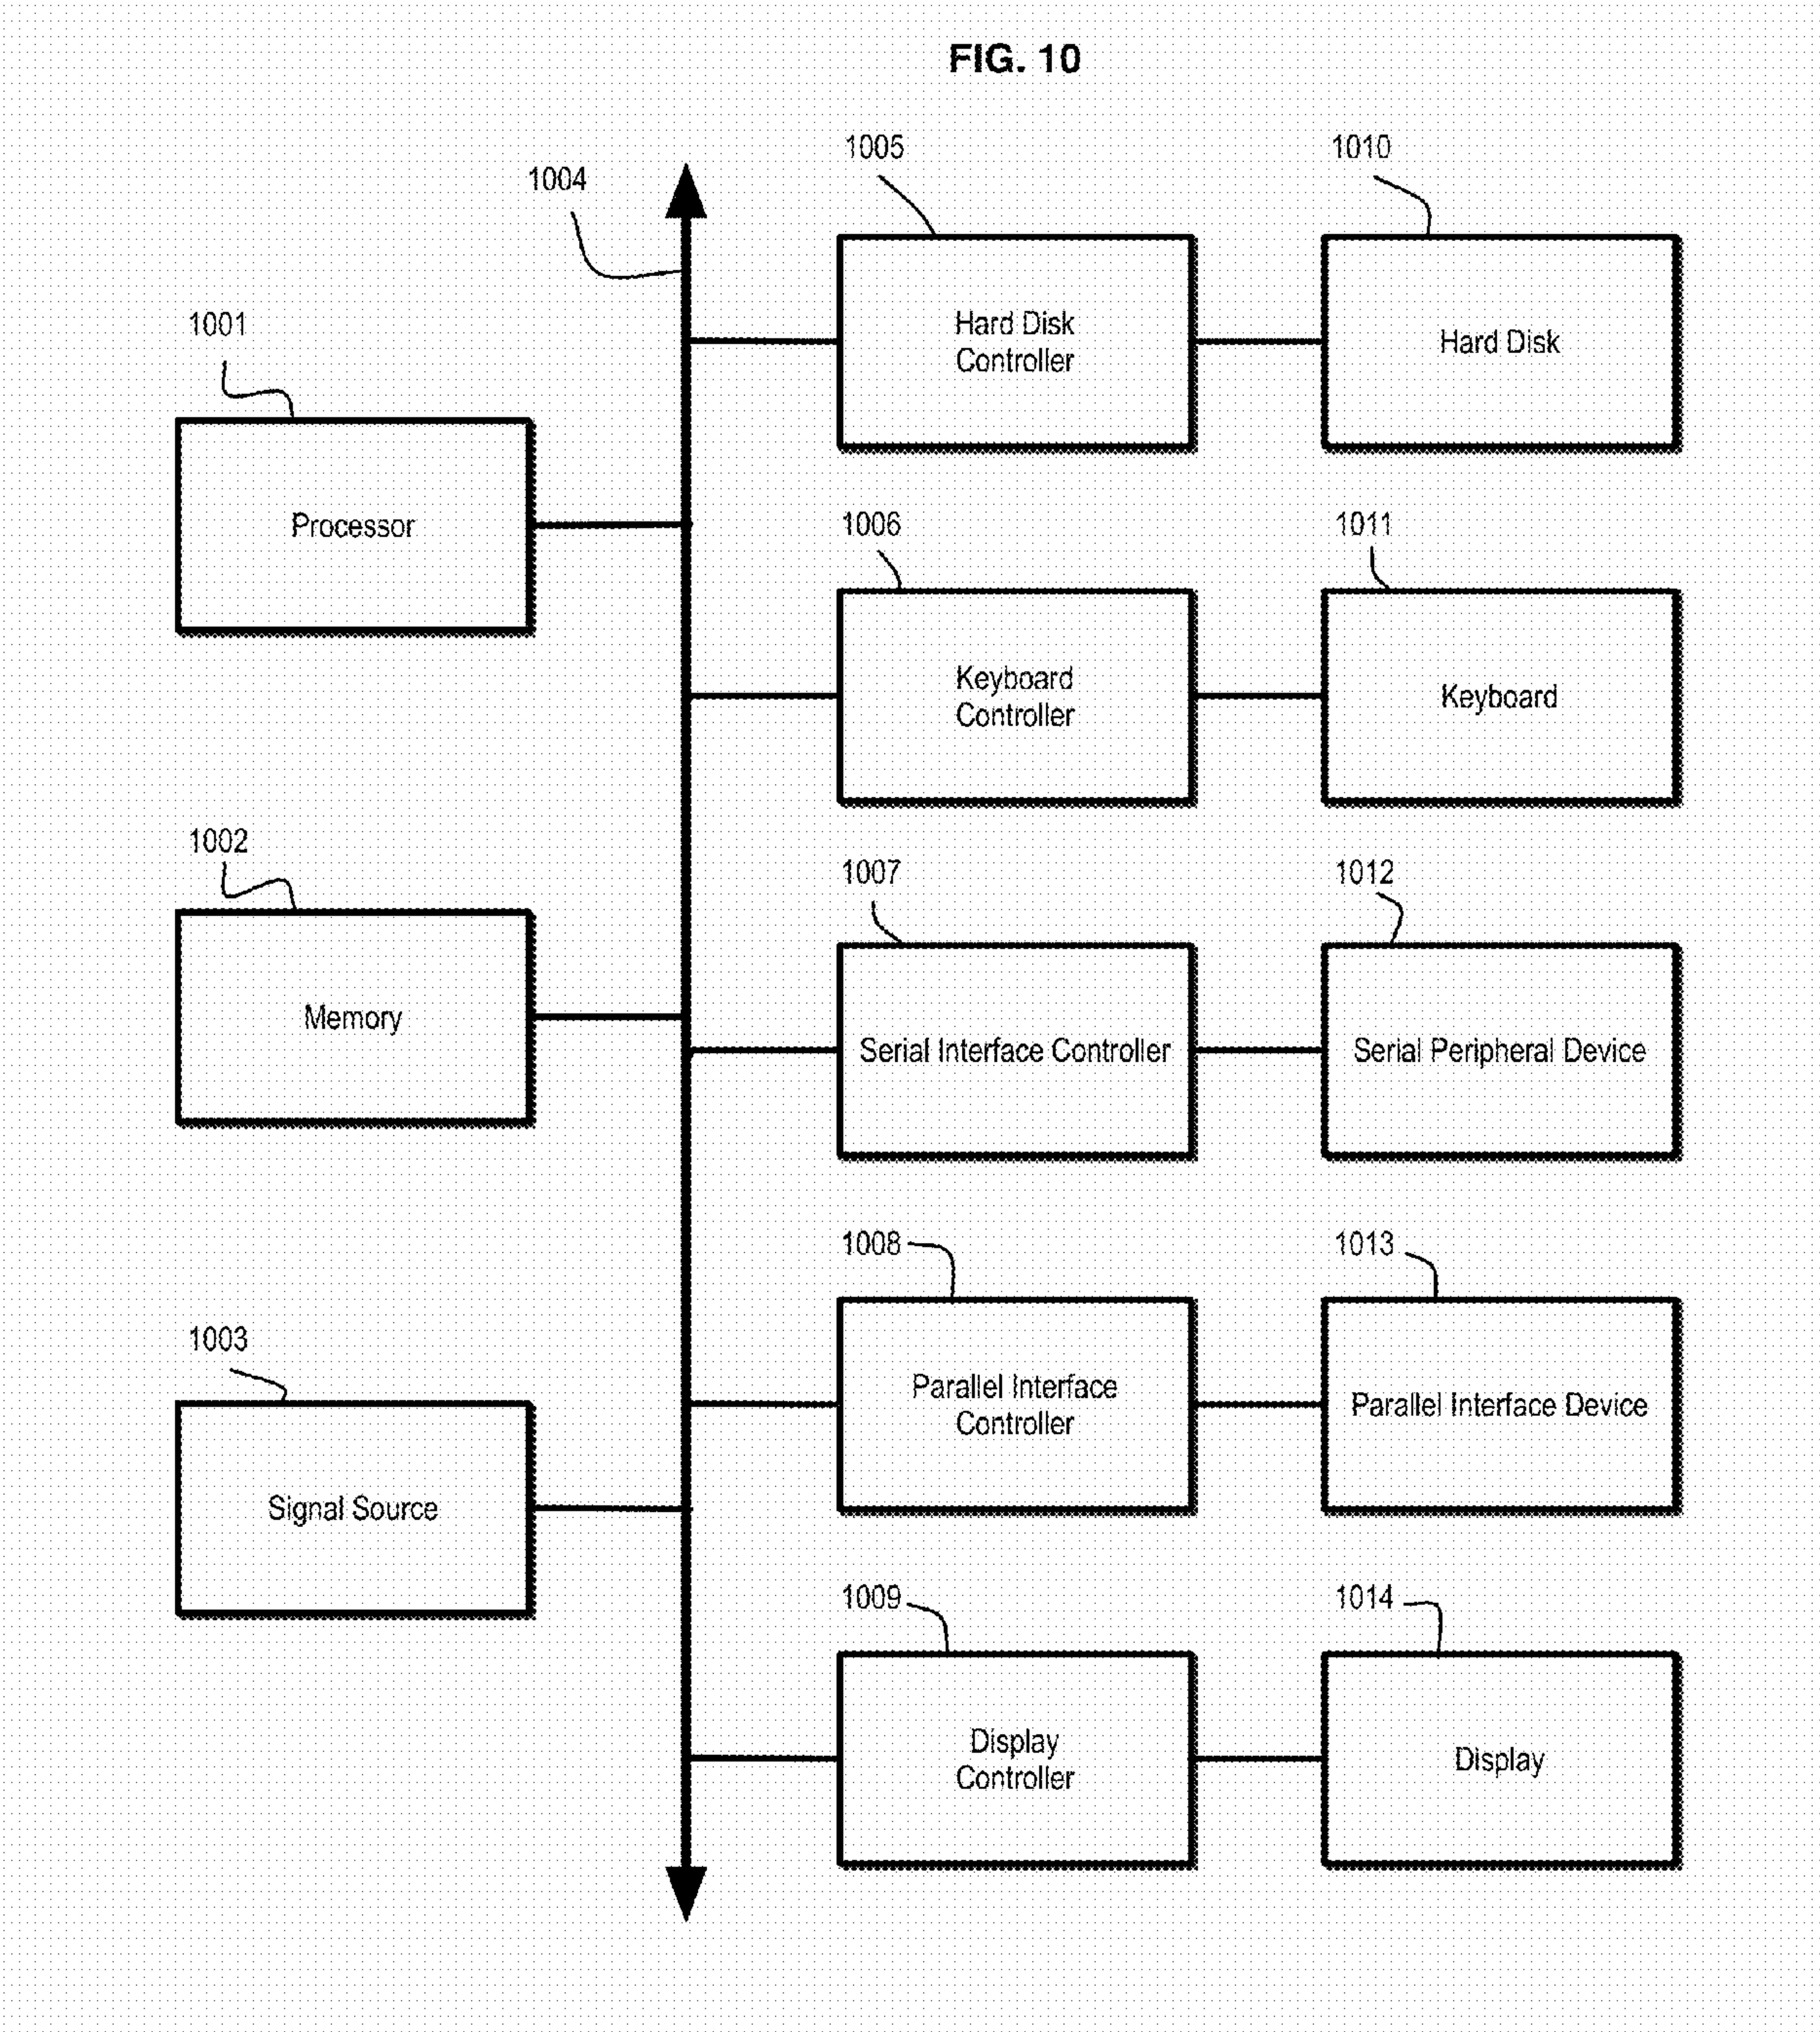 FIG. 10
1005
1010
1004
Hard Disk
Controller
Hard Disk
1001
Processor
1006
1011
Keyboard
Controller
Keyboard
1002
Memory
1007
1012
Serial Interface Controller
Serial Peripheral Device
1008
1013
1003
Parallel Interface
Controller
Parallel Interface Device
Signal Source
1009
1014
Display
Controller
Display